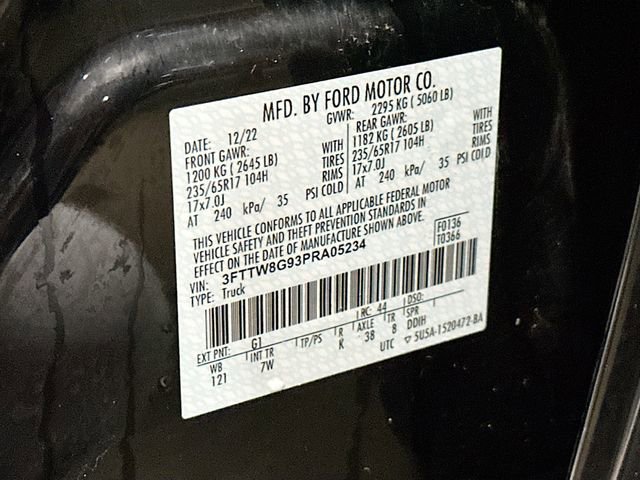 MFD. BY FORD MOTOR CO.
DATE: 12/22 GVWR: 2295 KG ( 5060 LB)
FRONT GAWR: REAR GAWR:
1200 KG ( 2645 LB) WITH 1182 KG ( 2605 LB) WITH
235/65R17 104H TIRES 235/65R17 104H TIRES
17x7.0J RIMS 17x7.0J RIMS
AT 240 kPa/ 35 PSI COLD AT 240 kPa/ 35 PSI COLD
THIS VEHICLE CONFORMS TO ALL APPLICABLE FEDERAL MOTOR
VEHICLE SAFETY AND THEFT PREVENTION STANDARDS IN
EFFECT ON THE DATE OF MANUFACTURE SHOWN ABOVE.
VIN: 3FTTW8G93PRA05234 F0136
TYPE: Truck T0366
EXT PNT: G1 RC: 44 DSO:
WB INT TR TP/PS R AXLE TR SPR
121 7W K 38 8 DDIH
UTC ▽ 5U5A-1520472-BA